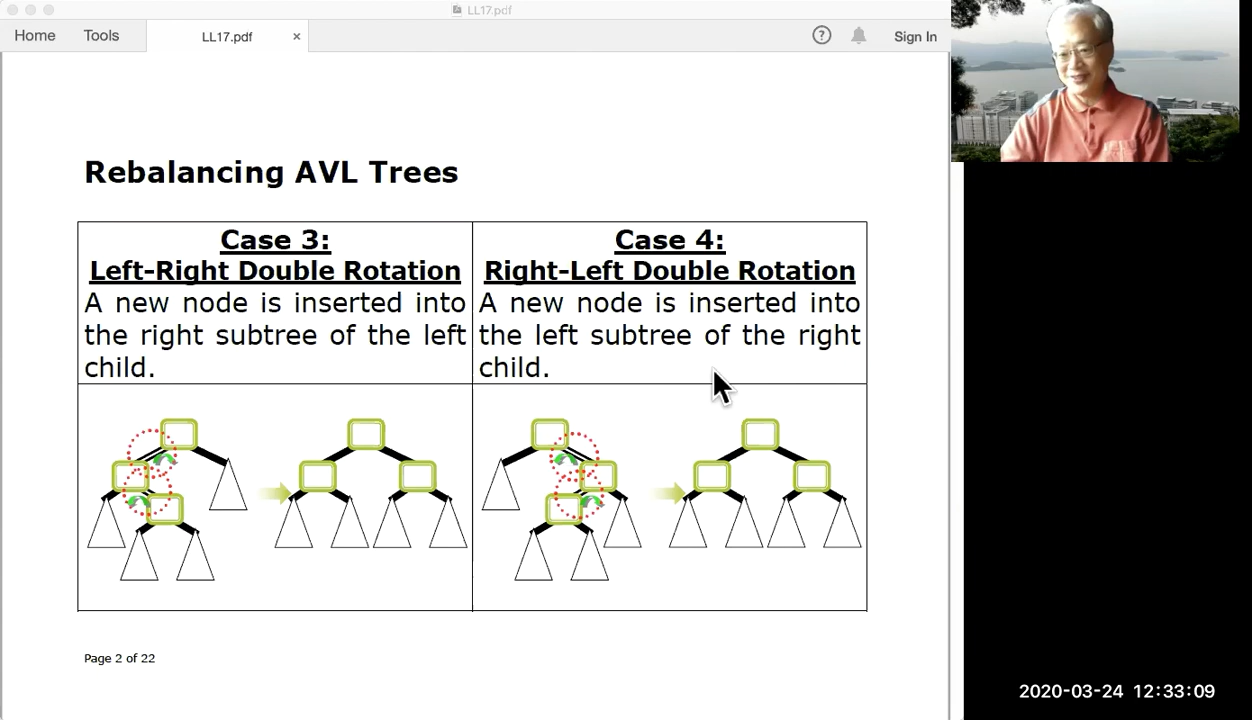 LL17.pdf
Home Tools LL17.pdf × ? Sign In
Rebalancing AVL Trees
Case 3:
Left-Right Double Rotation
A new node is inserted into
the right subtree of the left
child.
Case 4:
Right-Left Double Rotation
A new node is inserted into
the left subtree of the right
child.
Page 2 of 22
2020-03-24 12:33:09